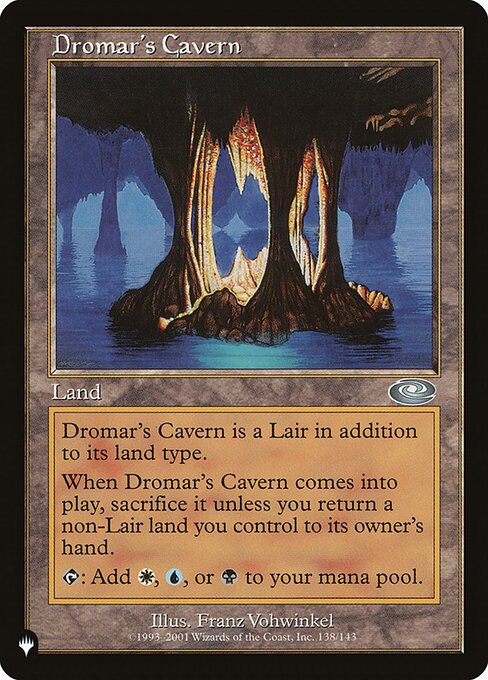 Dromar's Cavern
Land
Dromar's Cavern is a Lair in addition
to its land type.
When Dromar's Cavern comes into
play, sacrifice it unless you return a
non-Lair land you control to its owner's
hand.
: Add , , or to your mana pool.
Illus. Franz Vohwinkel
©1993-2001 Wizards of the Coast, Inc. 138/143